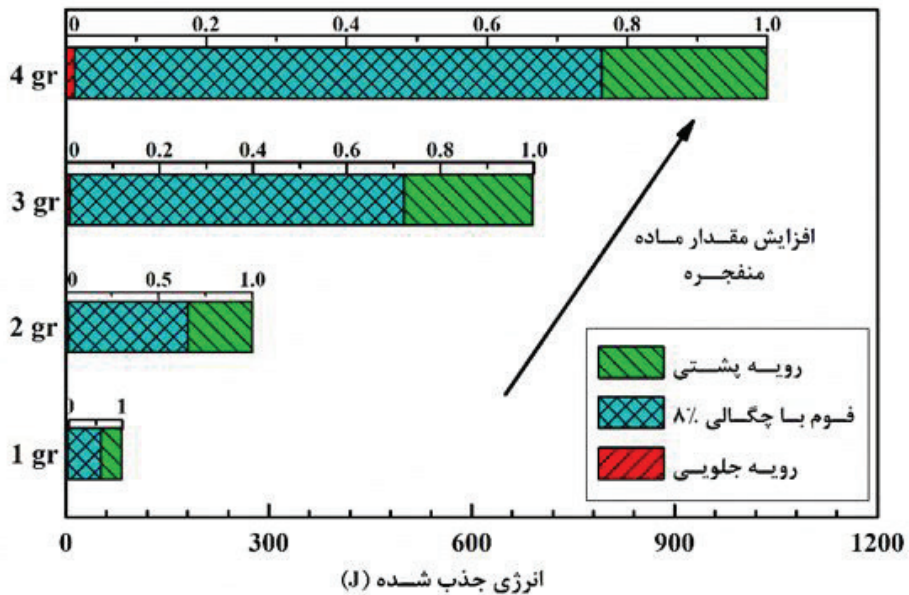 0 0.2 0.4 0.6 0.8 1.0
4 gr
0 0.2 0.4 0.6 0.8 1.0
3 gr
افزایش مقدار ماده
منفجره
0 0.5 1.0
2 gr
رویه پشتی
فوم با چگالی ۸٪
رویه جلویی
0 1
1 gr
0 300 600 900 1200
انرژی جذب شده (J)